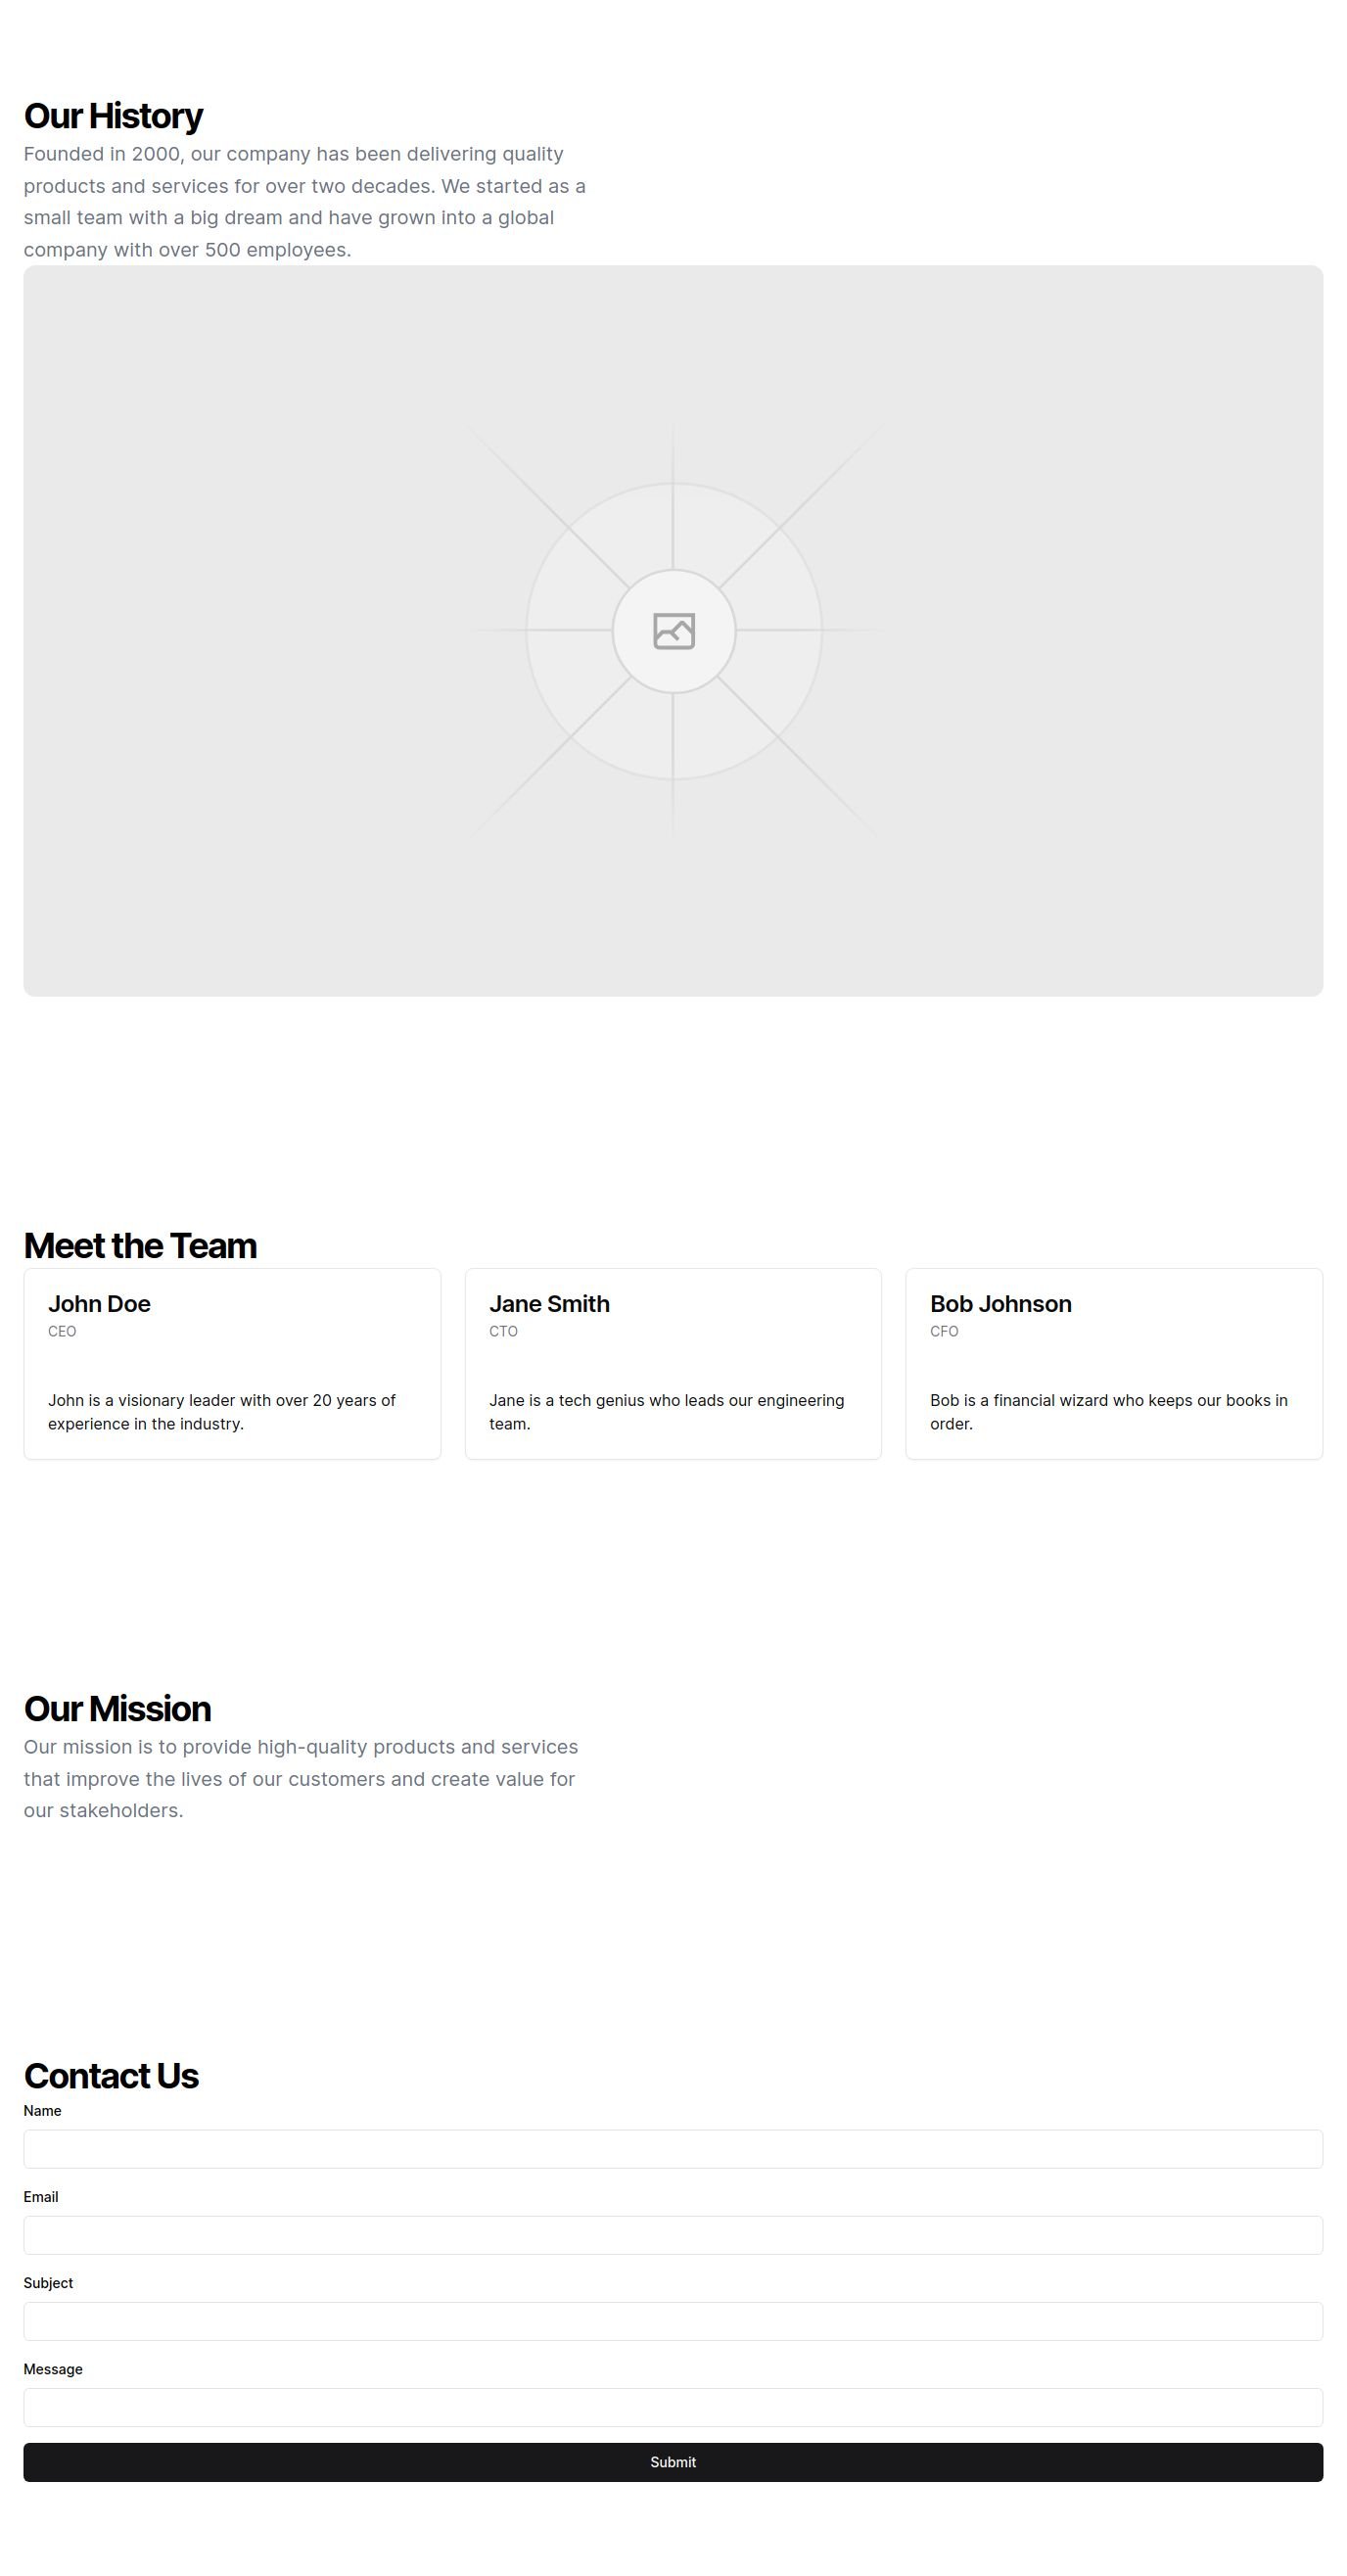 Our History
Founded in 2000, our company has been delivering quality
products and services for over two decades. We started as a
small team with a big dream and have grown into a global
company with over 500 employees.
Meet the Team
John Doe
CEO
John is a visionary leader with over 20 years of
experience in the industry.
Jane Smith
CTO
Jane is a tech genius who leads our engineering
team.
Bob Johnson
CFO
Bob is a financial wizard who keeps our books in
order.
Our Mission
Our mission is to provide high-quality products and services
that improve the lives of our customers and create value for
our stakeholders.
Contact Us
Name
Email
Subject
Message
Submit